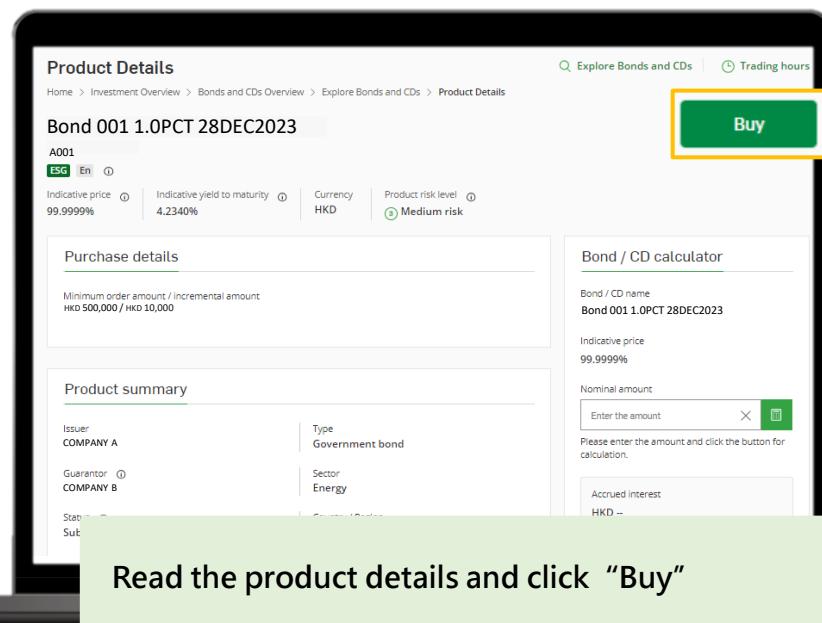 Product Details
Explore Bonds and CDs
Trading hours
Home > Investment Overview > Bonds and CDs Overview > Explore Bonds and CDs > Product Details
Buy
Bond 001 1.0PCT 28DEC2023
A001
ESG En
Indicative price
Indicative yield to maturity
Currency
Product risk level
99.9999%
4.2340%
HKD
3 Medium risk
Purchase details
Minimum order amount / incremental amount
HKD 500,000 / HKD 10,000
Product summary
Issuer
COMPANY A
Type
Government bond
Guarantor
COMPANY B
Sector
Energy
Bond / CD calculator
Bond / CD name
Bond 001 1.0PCT 28DEC2023
Indicative price
99.9999%
Nominal amount
Enter the amount
Please enter the amount and click the button for
calculation.
Accrued interest
HKD --
Read the product details and click “Buy”